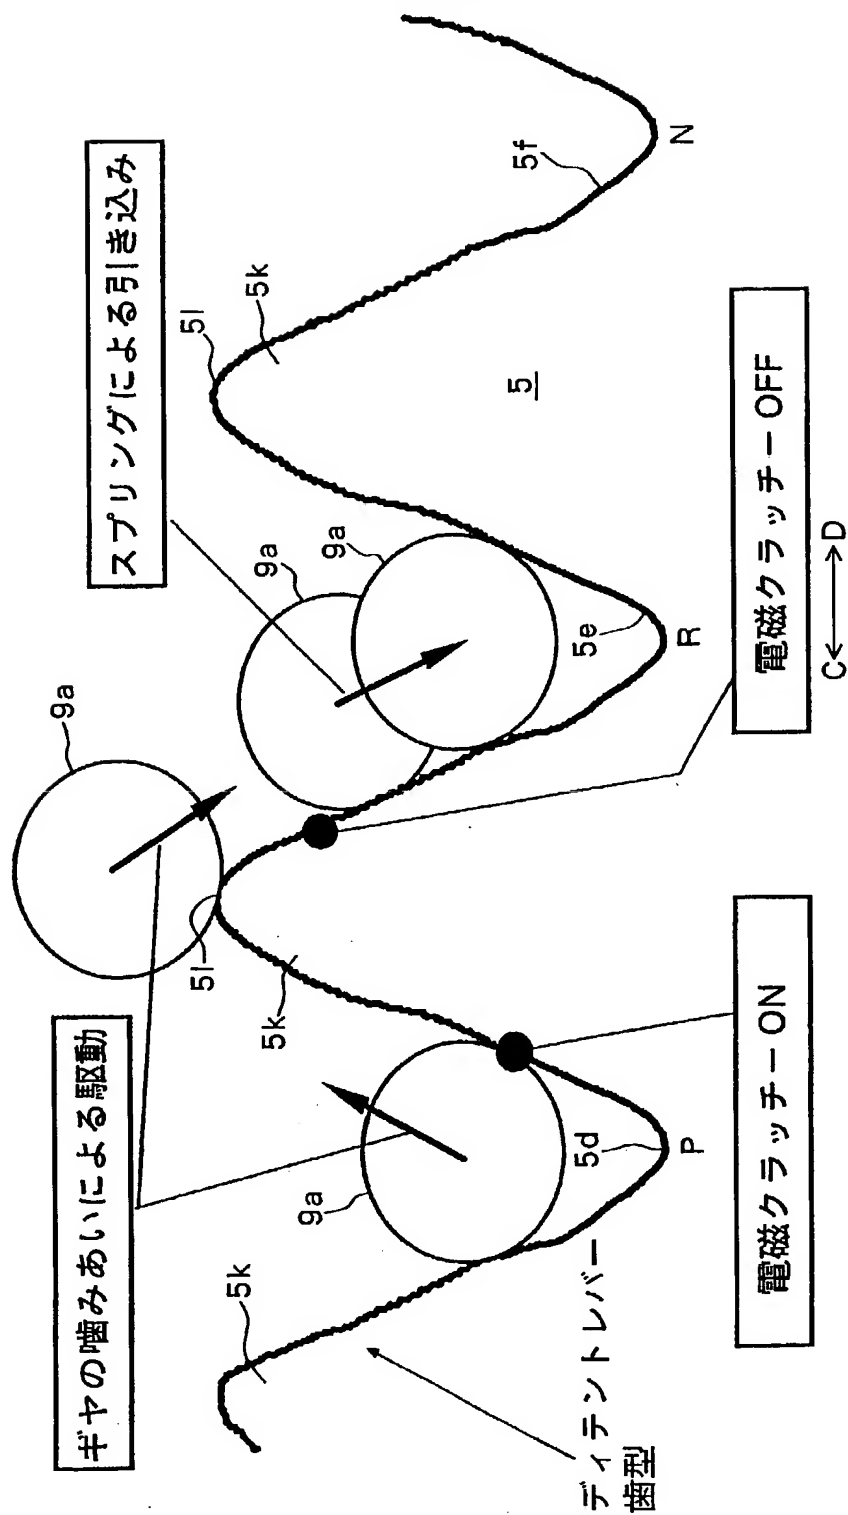 ギヤの噛みあいによる駆動
スプリングによる引き込み
9a
9a
9a
9a
5l
5l
5k
5k
5k
5
5f
5d
5e
P
R
N
ディテントレバー
歯型
電磁クラッチーON
電磁クラッチーOFF
C←→D